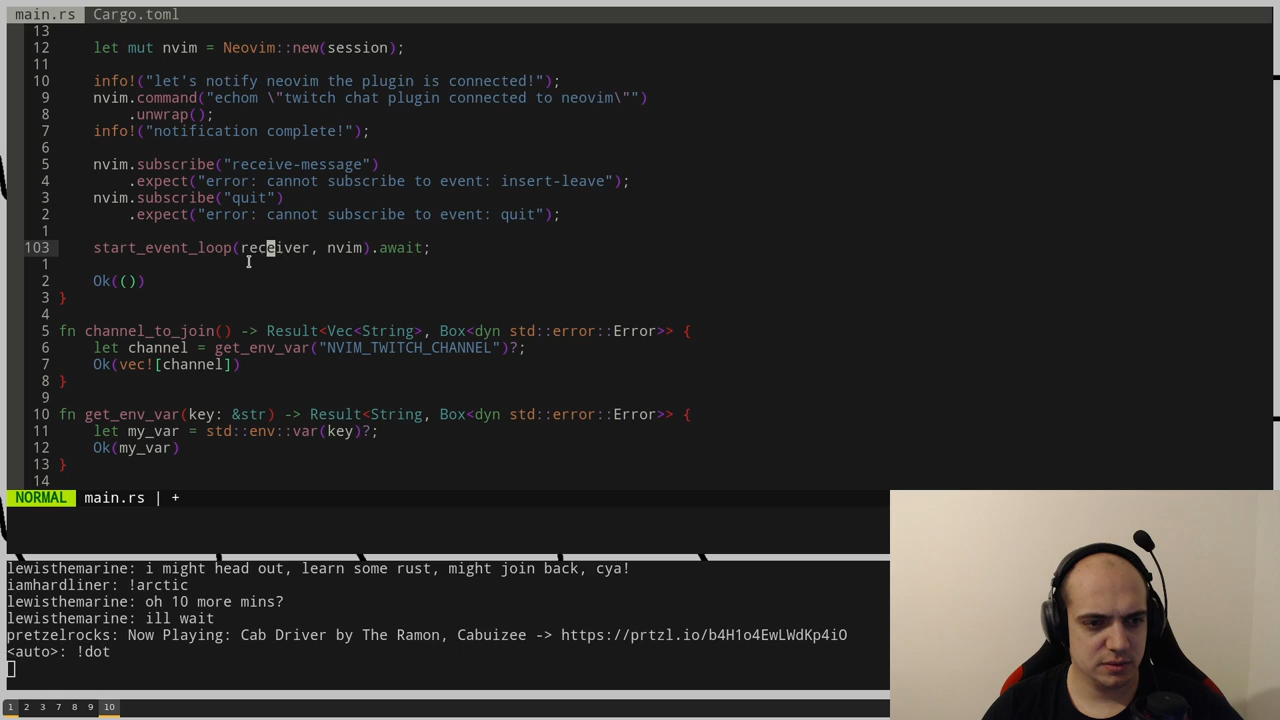 main.rs Cargo.toml
13
12 let mut nvim = Neovim::new(session);
11
10 info!("let's notify neovim the plugin is connected!");
9 nvim.command("echom \"twitch chat plugin connected to neovim\"")
8 .unwrap();
7 info!("notification complete!");
6
5 nvim.subscribe("receive-message")
4 .expect("error: cannot subscribe to event: insert-leave");
3 nvim.subscribe("quit")
2 .expect("error: cannot subscribe to event: quit");
1
103 start_event_loop(receiver, nvim).await;
1
2 Ok(())
3 }
4
5 fn channel_to_join() -> Result<Vec<String>, Box<dyn std::error::Error>> {
6 let channel = get_env_var("NVIM_TWITCH_CHANNEL")?;
7 Ok(vec![channel])
8 }
9
10 fn get_env_var(key: &str) -> Result<String, Box<dyn std::error::Error>> {
11 let my_var = std::env::var(key)?;
12 Ok(my_var)
13 }
14
NORMAL main.rs | +
lewisthemarine: i might head out, learn some rust, might join back, cya!
iamhardliner: !arctic
lewisthemarine: oh 10 more mins?
lewisthemarine: ill wait
pretzelrocks: Now Playing: Cab Driver by The Ramon, Cabuizee -> https://prtzl.io/b4H1o4EwLWdKp4iO
<auto>: !dot
1 2 3 7 8 9 10